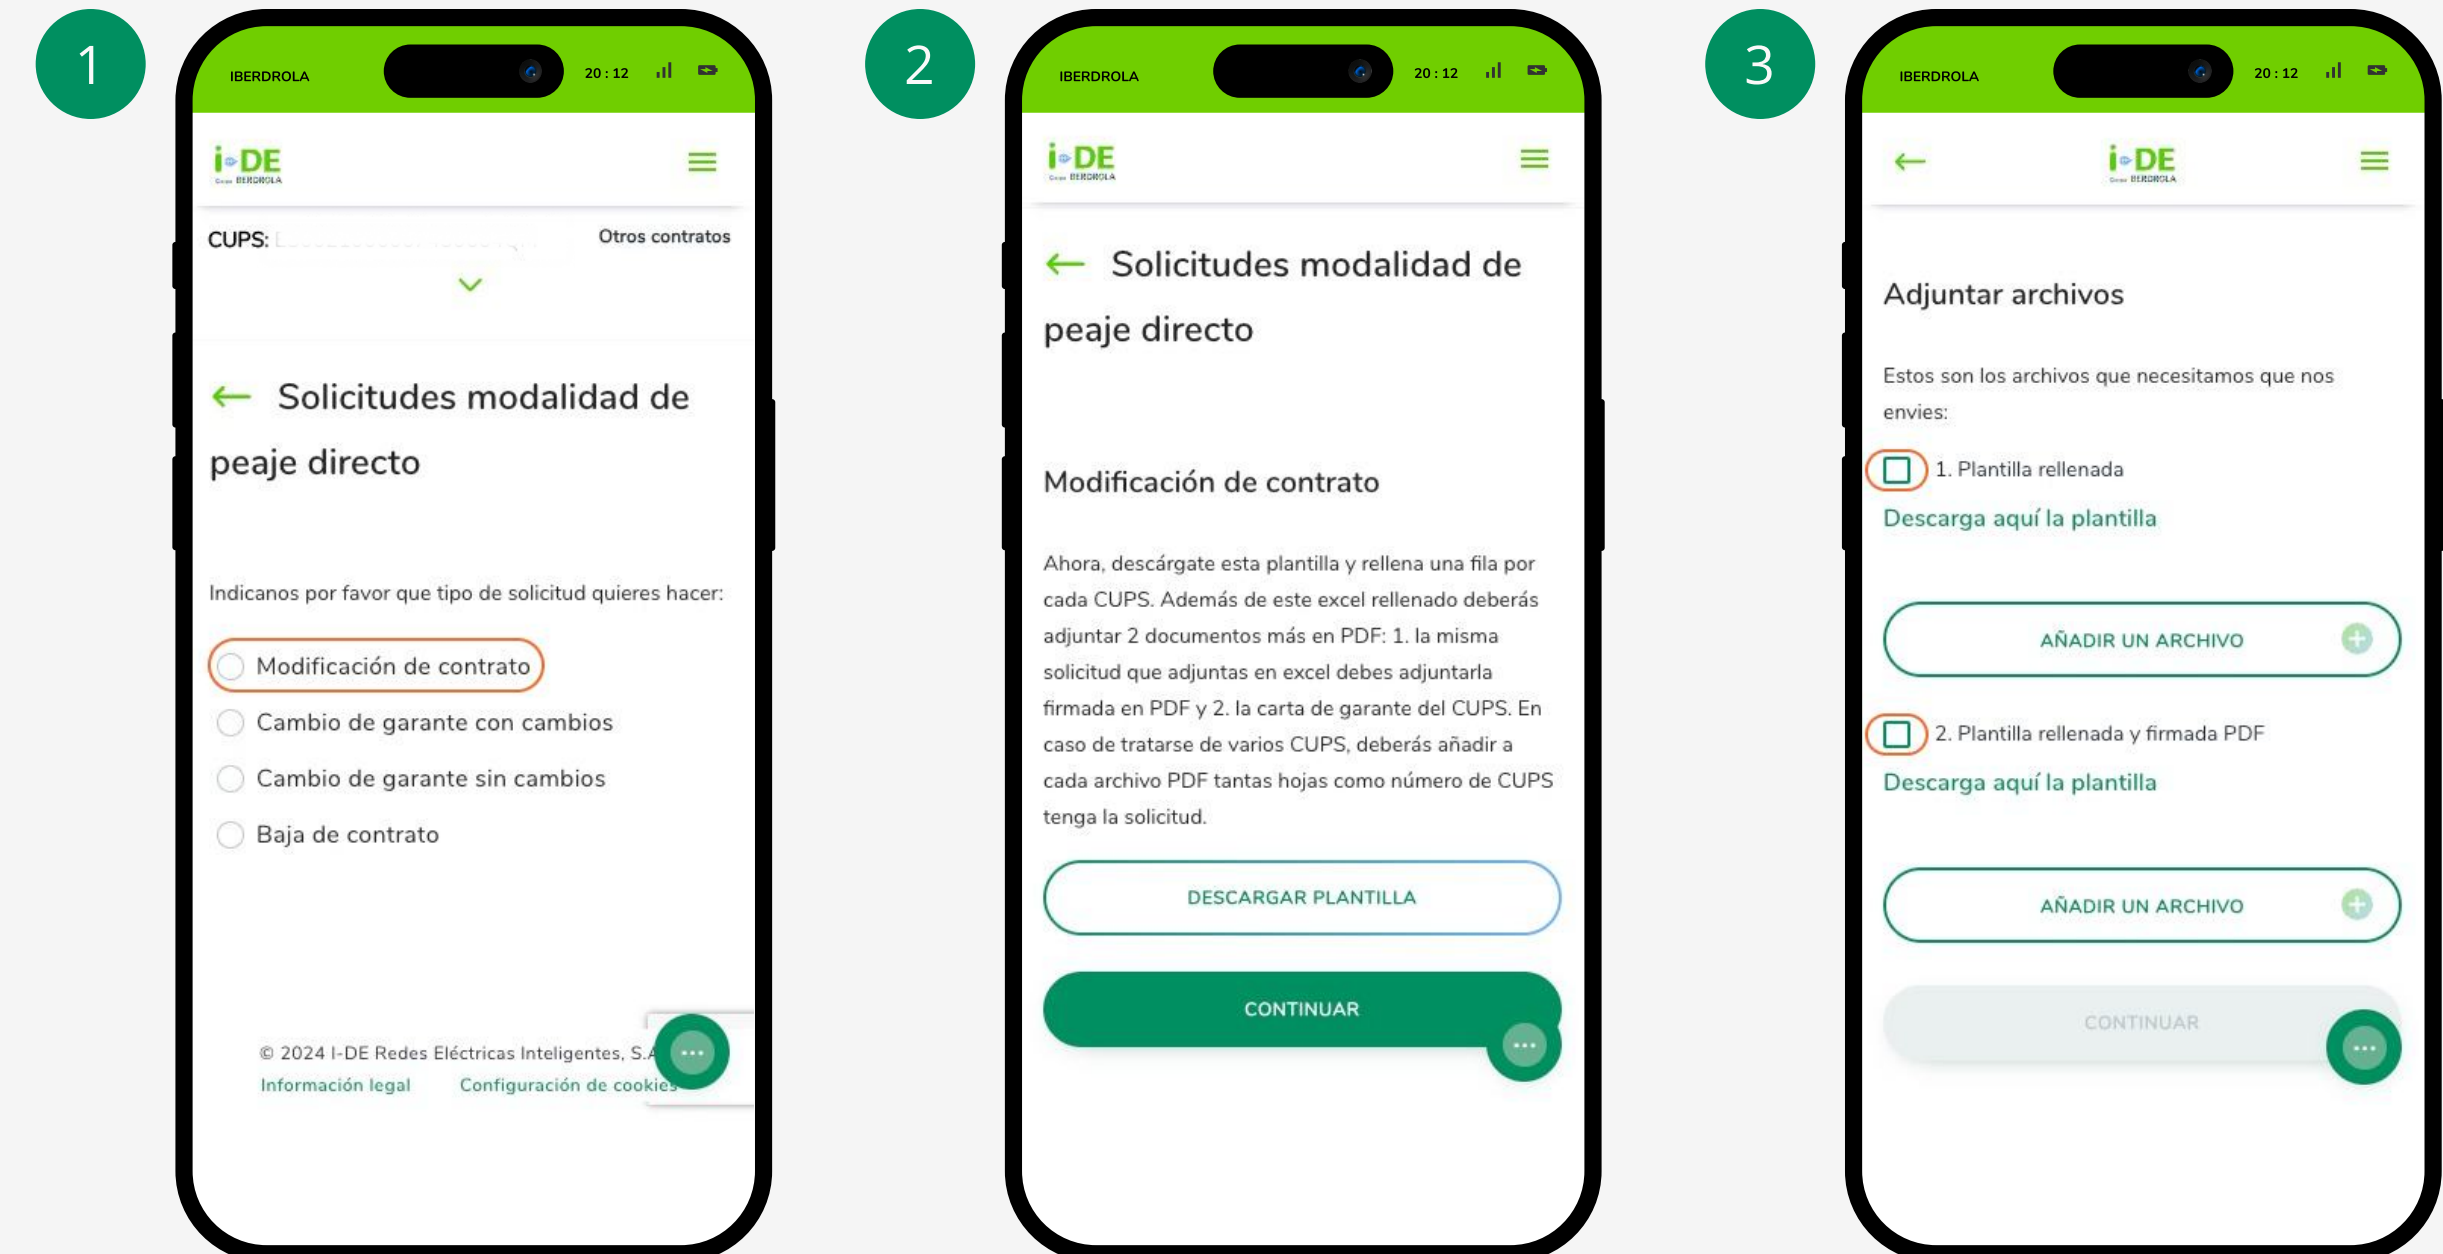 1
IBERDROLA
20 : 12
i-DE
Grupo IBERDROLA
CUPS:
Otros contratos
Solicitudes modalidad de
peaje directo
Indicanos por favor que tipo de solicitud quieres hacer:
Modificación de contrato
Cambio de garante con cambios
Cambio de garante sin cambios
Baja de contrato
© 2024 I-DE Redes Eléctricas Inteligentes, S.A
Información legal
Configuración de cookies
2
IBERDROLA
20 : 12
i-DE
Grupo IBERDROLA
Solicitudes modalidad de
peaje directo
Modificación de contrato
Ahora, descárgate esta plantilla y rellena una fila por
cada CUPS. Además de este excel rellenado deberás
adjuntar 2 documentos más en PDF: 1. la misma
solicitud que adjuntas en excel debes adjuntarla
firmada en PDF y 2. la carta de garante del CUPS. En
caso de tratarse de varios CUPS, deberás añadir a
cada archivo PDF tantas hojas como número de CUPS
tenga la solicitud.
DESCARGAR PLANTILLA
CONTINUAR
3
IBERDROLA
20 : 12
i-DE
Grupo IBERDROLA
Adjuntar archivos
Estos son los archivos que necesitamos que nos
envies:
1. Plantilla rellenada
Descarga aquí la plantilla
AÑADIR UN ARCHIVO
2. Plantilla rellenada y firmada PDF
Descarga aquí la plantilla
AÑADIR UN ARCHIVO
CONTINUAR